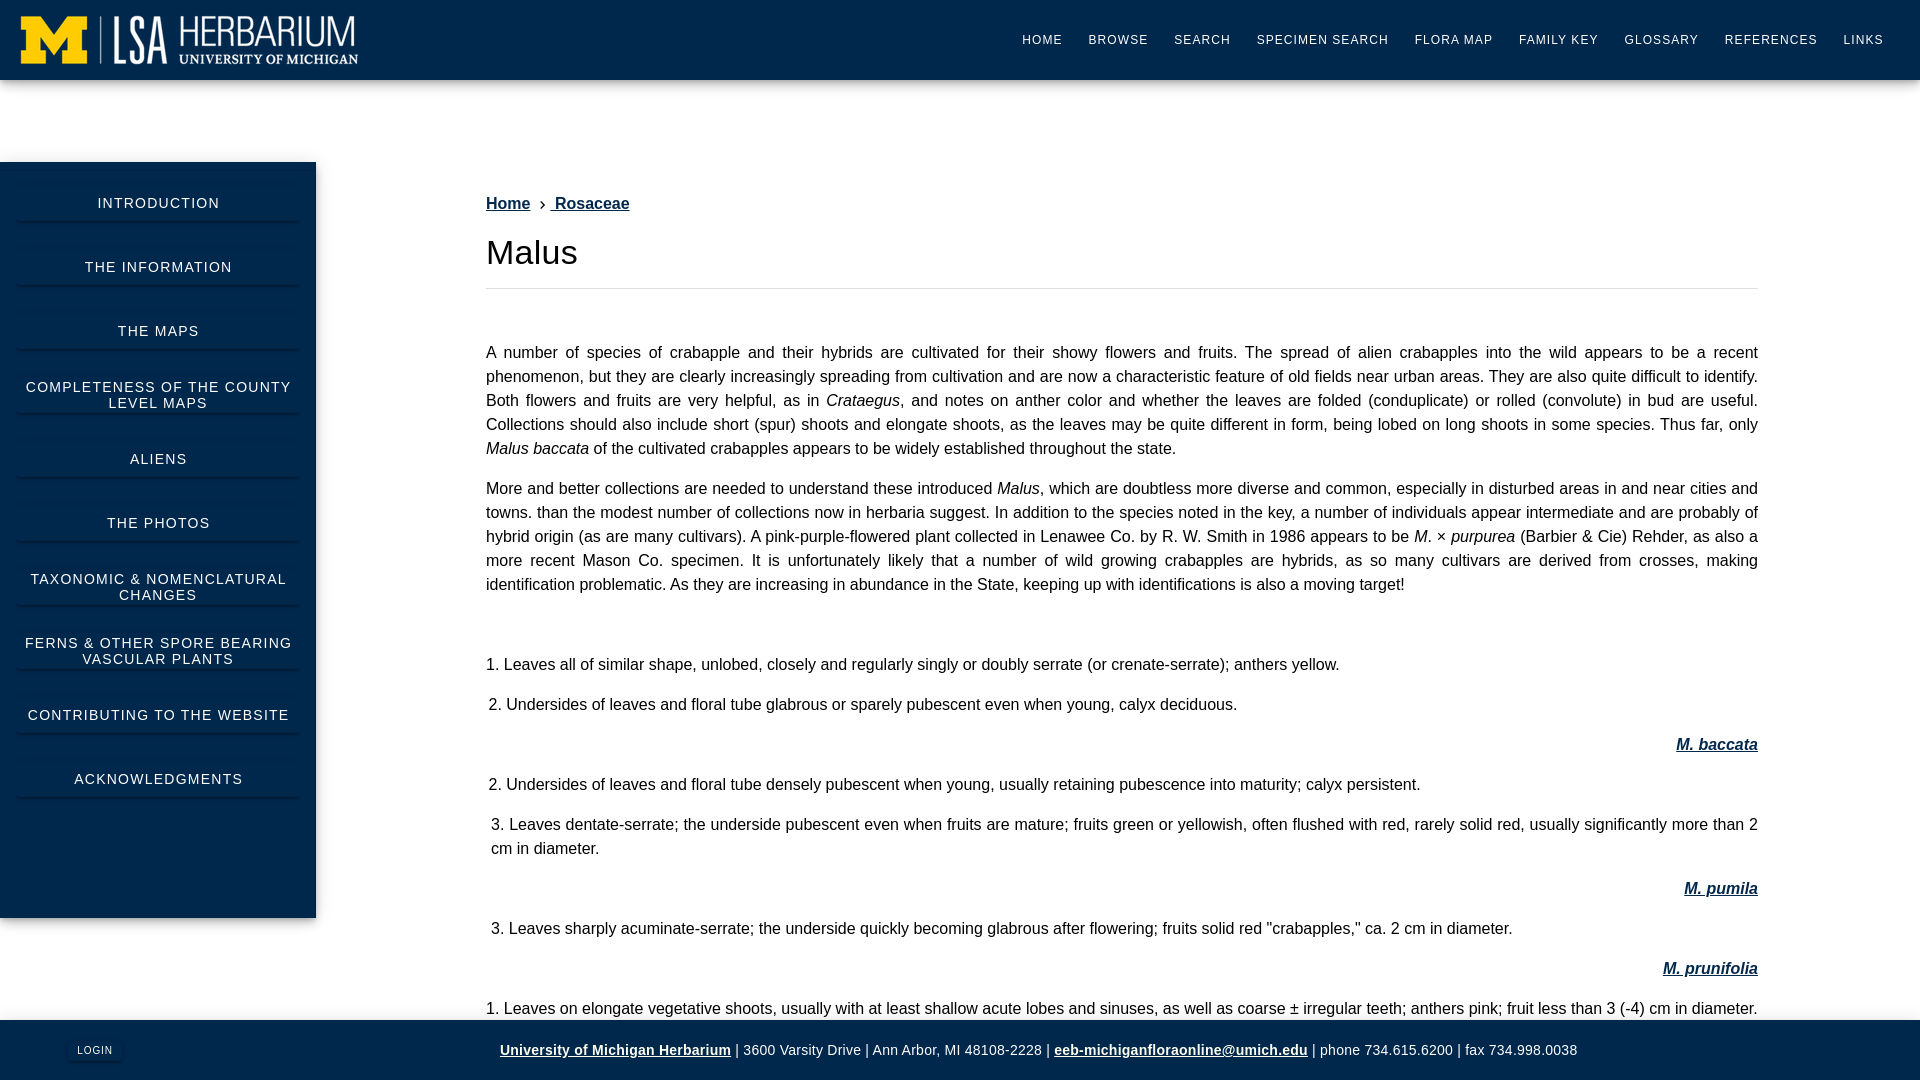 M LSA HERBARIUM
UNIVERSITY OF MICHIGAN
HOME BROWSE SEARCH SPECIMEN SEARCH FLORA MAP FAMILY KEY GLOSSARY REFERENCES LINKS
INTRODUCTION
THE INFORMATION
THE MAPS
COMPLETENESS OF THE COUNTY
LEVEL MAPS
ALIENS
THE PHOTOS
TAXONOMIC & NOMENCLATURAL
CHANGES
FERNS & OTHER SPORE BEARING
VASCULAR PLANTS
CONTRIBUTING TO THE WEBSITE
ACKNOWLEDGMENTS
Home › Rosaceae
Malus
A number of species of crabapple and their hybrids are cultivated for their showy flowers and fruits. The spread of alien crabapples into the wild appears to be a recent
phenomenon, but they are clearly increasingly spreading from cultivation and are now a characteristic feature of old fields near urban areas. They are also quite difficult to identify.
Both flowers and fruits are very helpful, as in Crataegus, and notes on anther color and whether the leaves are folded (conduplicate) or rolled (convolute) in bud are useful.
Collections should also include short (spur) shoots and elongate shoots, as the leaves may be quite different in form, being lobed on long shoots in some species. Thus far, only
Malus baccata of the cultivated crabapples appears to be widely established throughout the state.
More and better collections are needed to understand these introduced Malus, which are doubtless more diverse and common, especially in disturbed areas in and near cities and
towns. than the modest number of collections now in herbaria suggest. In addition to the species noted in the key, a number of individuals appear intermediate and are probably of
hybrid origin (as are many cultivars). A pink-purple-flowered plant collected in Lenawee Co. by R. W. Smith in 1986 appears to be M. × purpurea (Barbier & Cie) Rehder, as also a
more recent Mason Co. specimen. It is unfortunately likely that a number of wild growing crabapples are hybrids, as so many cultivars are derived from crosses, making
identification problematic. As they are increasing in abundance in the State, keeping up with identifications is also a moving target!
1. Leaves all of similar shape, unlobed, closely and regularly singly or doubly serrate (or crenate-serrate); anthers yellow.
2. Undersides of leaves and floral tube glabrous or sparely pubescent even when young, calyx deciduous.
M. baccata
2. Undersides of leaves and floral tube densely pubescent when young, usually retaining pubescence into maturity; calyx persistent.
3. Leaves dentate-serrate; the underside pubescent even when fruits are mature; fruits green or yellowish, often flushed with red, rarely solid red, usually significantly more than 2
cm in diameter.
M. pumila
3. Leaves sharply acuminate-serrate; the underside quickly becoming glabrous after flowering; fruits solid red "crabapples," ca. 2 cm in diameter.
M. prunifolia
1. Leaves on elongate vegetative shoots, usually with at least shallow acute lobes and sinuses, as well as coarse ± irregular teeth; anthers pink; fruit less than 3 (-4) cm in diameter.
LOGIN
University of Michigan Herbarium | 3600 Varsity Drive | Ann Arbor, MI 48108-2228 | eeb-michiganfloraonline@umich.edu | phone 734.615.6200 | fax 734.998.0038